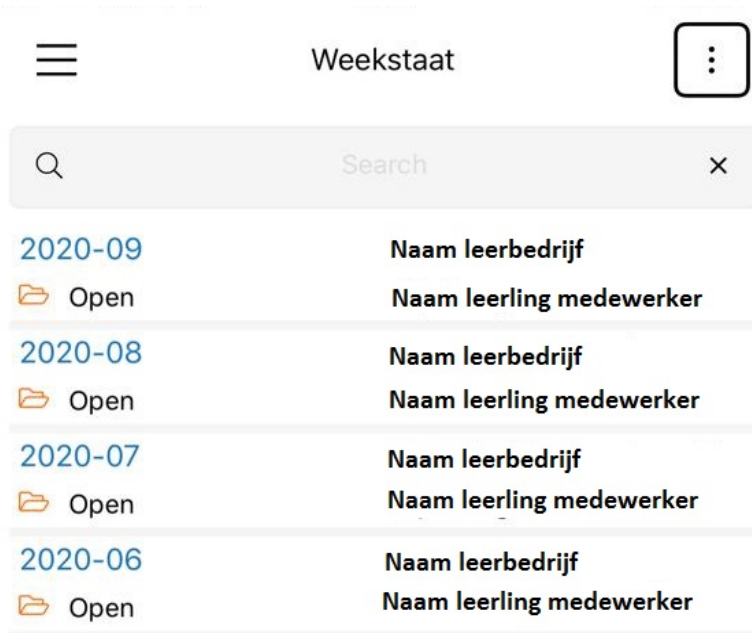 Weekstaat
Search
2020-09 Naam leerbedrijf
Open Naam leerling medewerker
2020-08 Naam leerbedrijf
Open Naam leerling medewerker
2020-07 Naam leerbedrijf
Open Naam leerling medewerker
2020-06 Naam leerbedrijf
Open Naam leerling medewerker